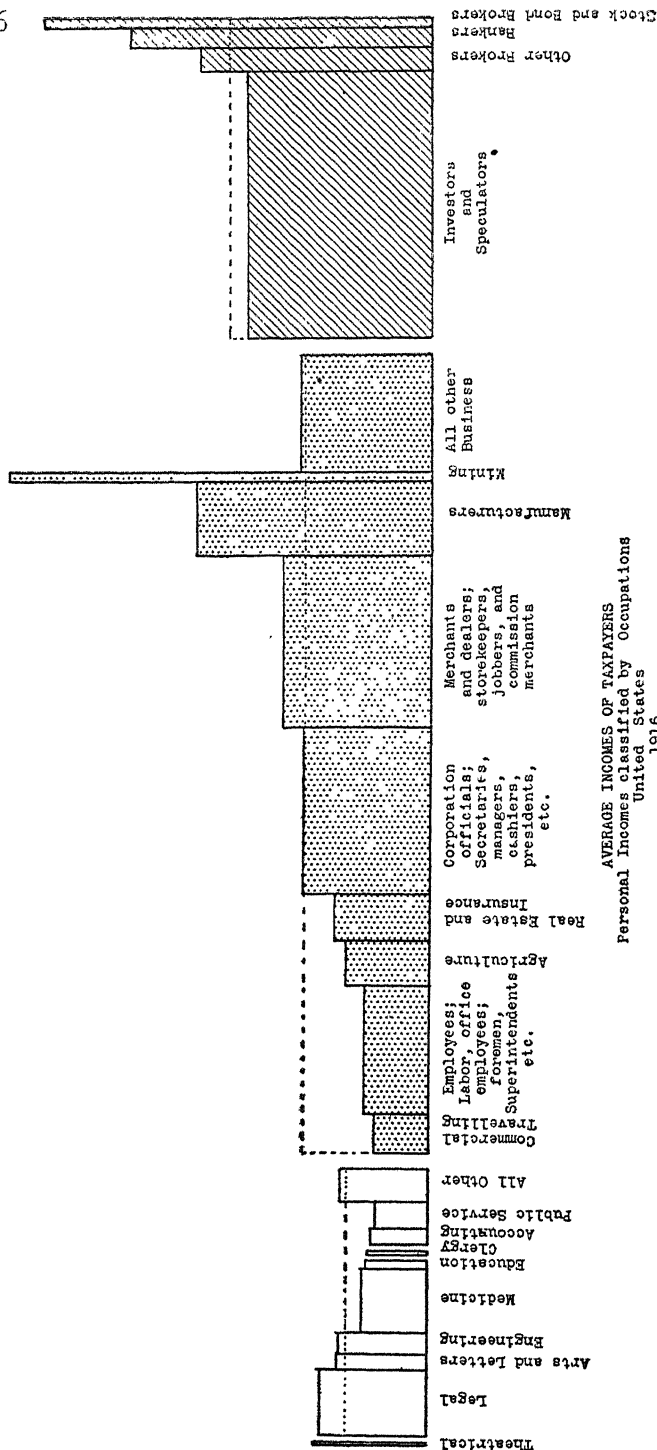 6
Stock and Bond Brokers
Bankers
Other Brokers
Investors
and
Speculators
All other
Business
Mining
Manufacturers
Merchants
and dealers;
storekeepers,
jobbers, and
commission
merchants
Corporation
officials;
Secretaries,
managers,
cashiers,
presidents,
etc.
Real Estate and
Insurance
Agriculture
Employees;
Labor, office
employees;
foremen,
Superintendents
etc.
Commercial
Travelling
All Other
Public Service
Accounting
Clergy
Education
Medicine
Engineering
Arts and Letters
Legal
Theatrical
AVERAGE INCOMES OF TAXPAYERS
Personal Incomes classified by Occupations
United States
1916